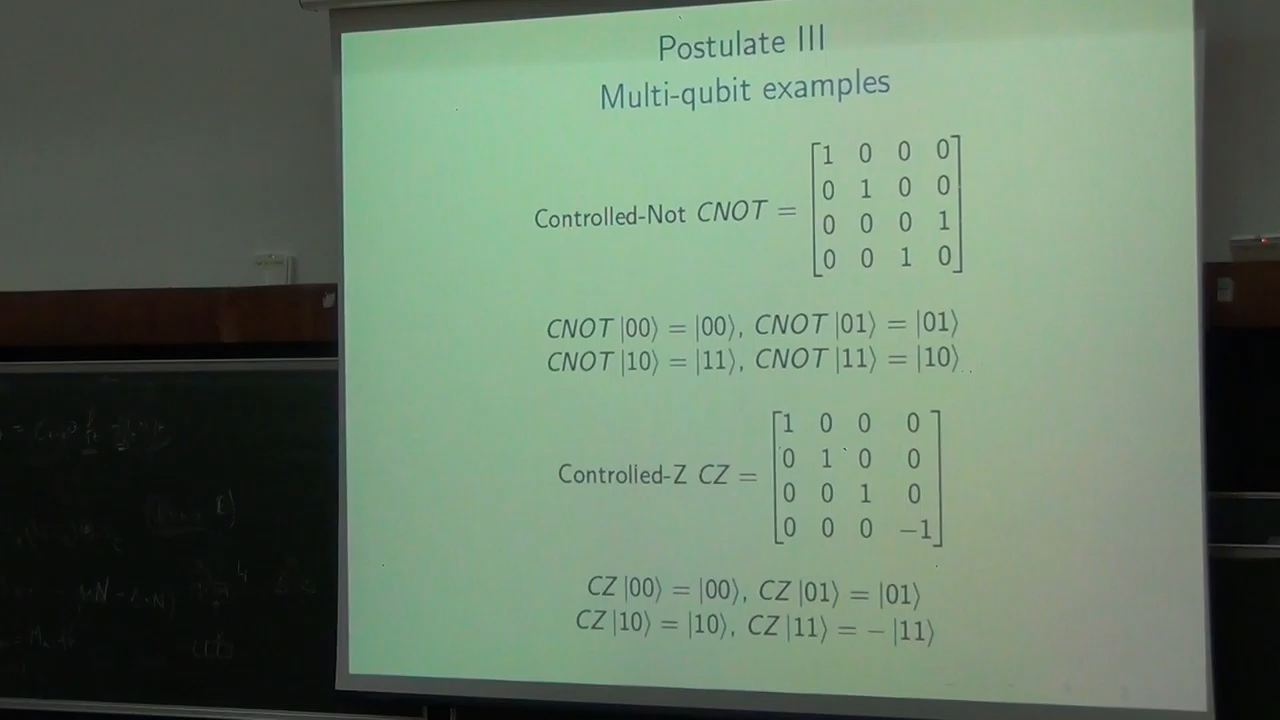 Postulate III
Multi-qubit examples
Controlled-Not CNOT = 
[1 0 0 0]
[0 1 0 0]
[0 0 0 1]
[0 0 1 0]
CNOT |00⟩ = |00⟩, CNOT |01⟩ = |01⟩
CNOT |10⟩ = |11⟩, CNOT |11⟩ = |10⟩
Controlled-Z CZ =
[1 0 0 0]
[0 1 0 0]
[0 0 1 0]
[0 0 0 −1]
CZ |00⟩ = |00⟩, CZ |01⟩ = |01⟩
CZ |10⟩ = |10⟩, CZ |11⟩ = − |11⟩